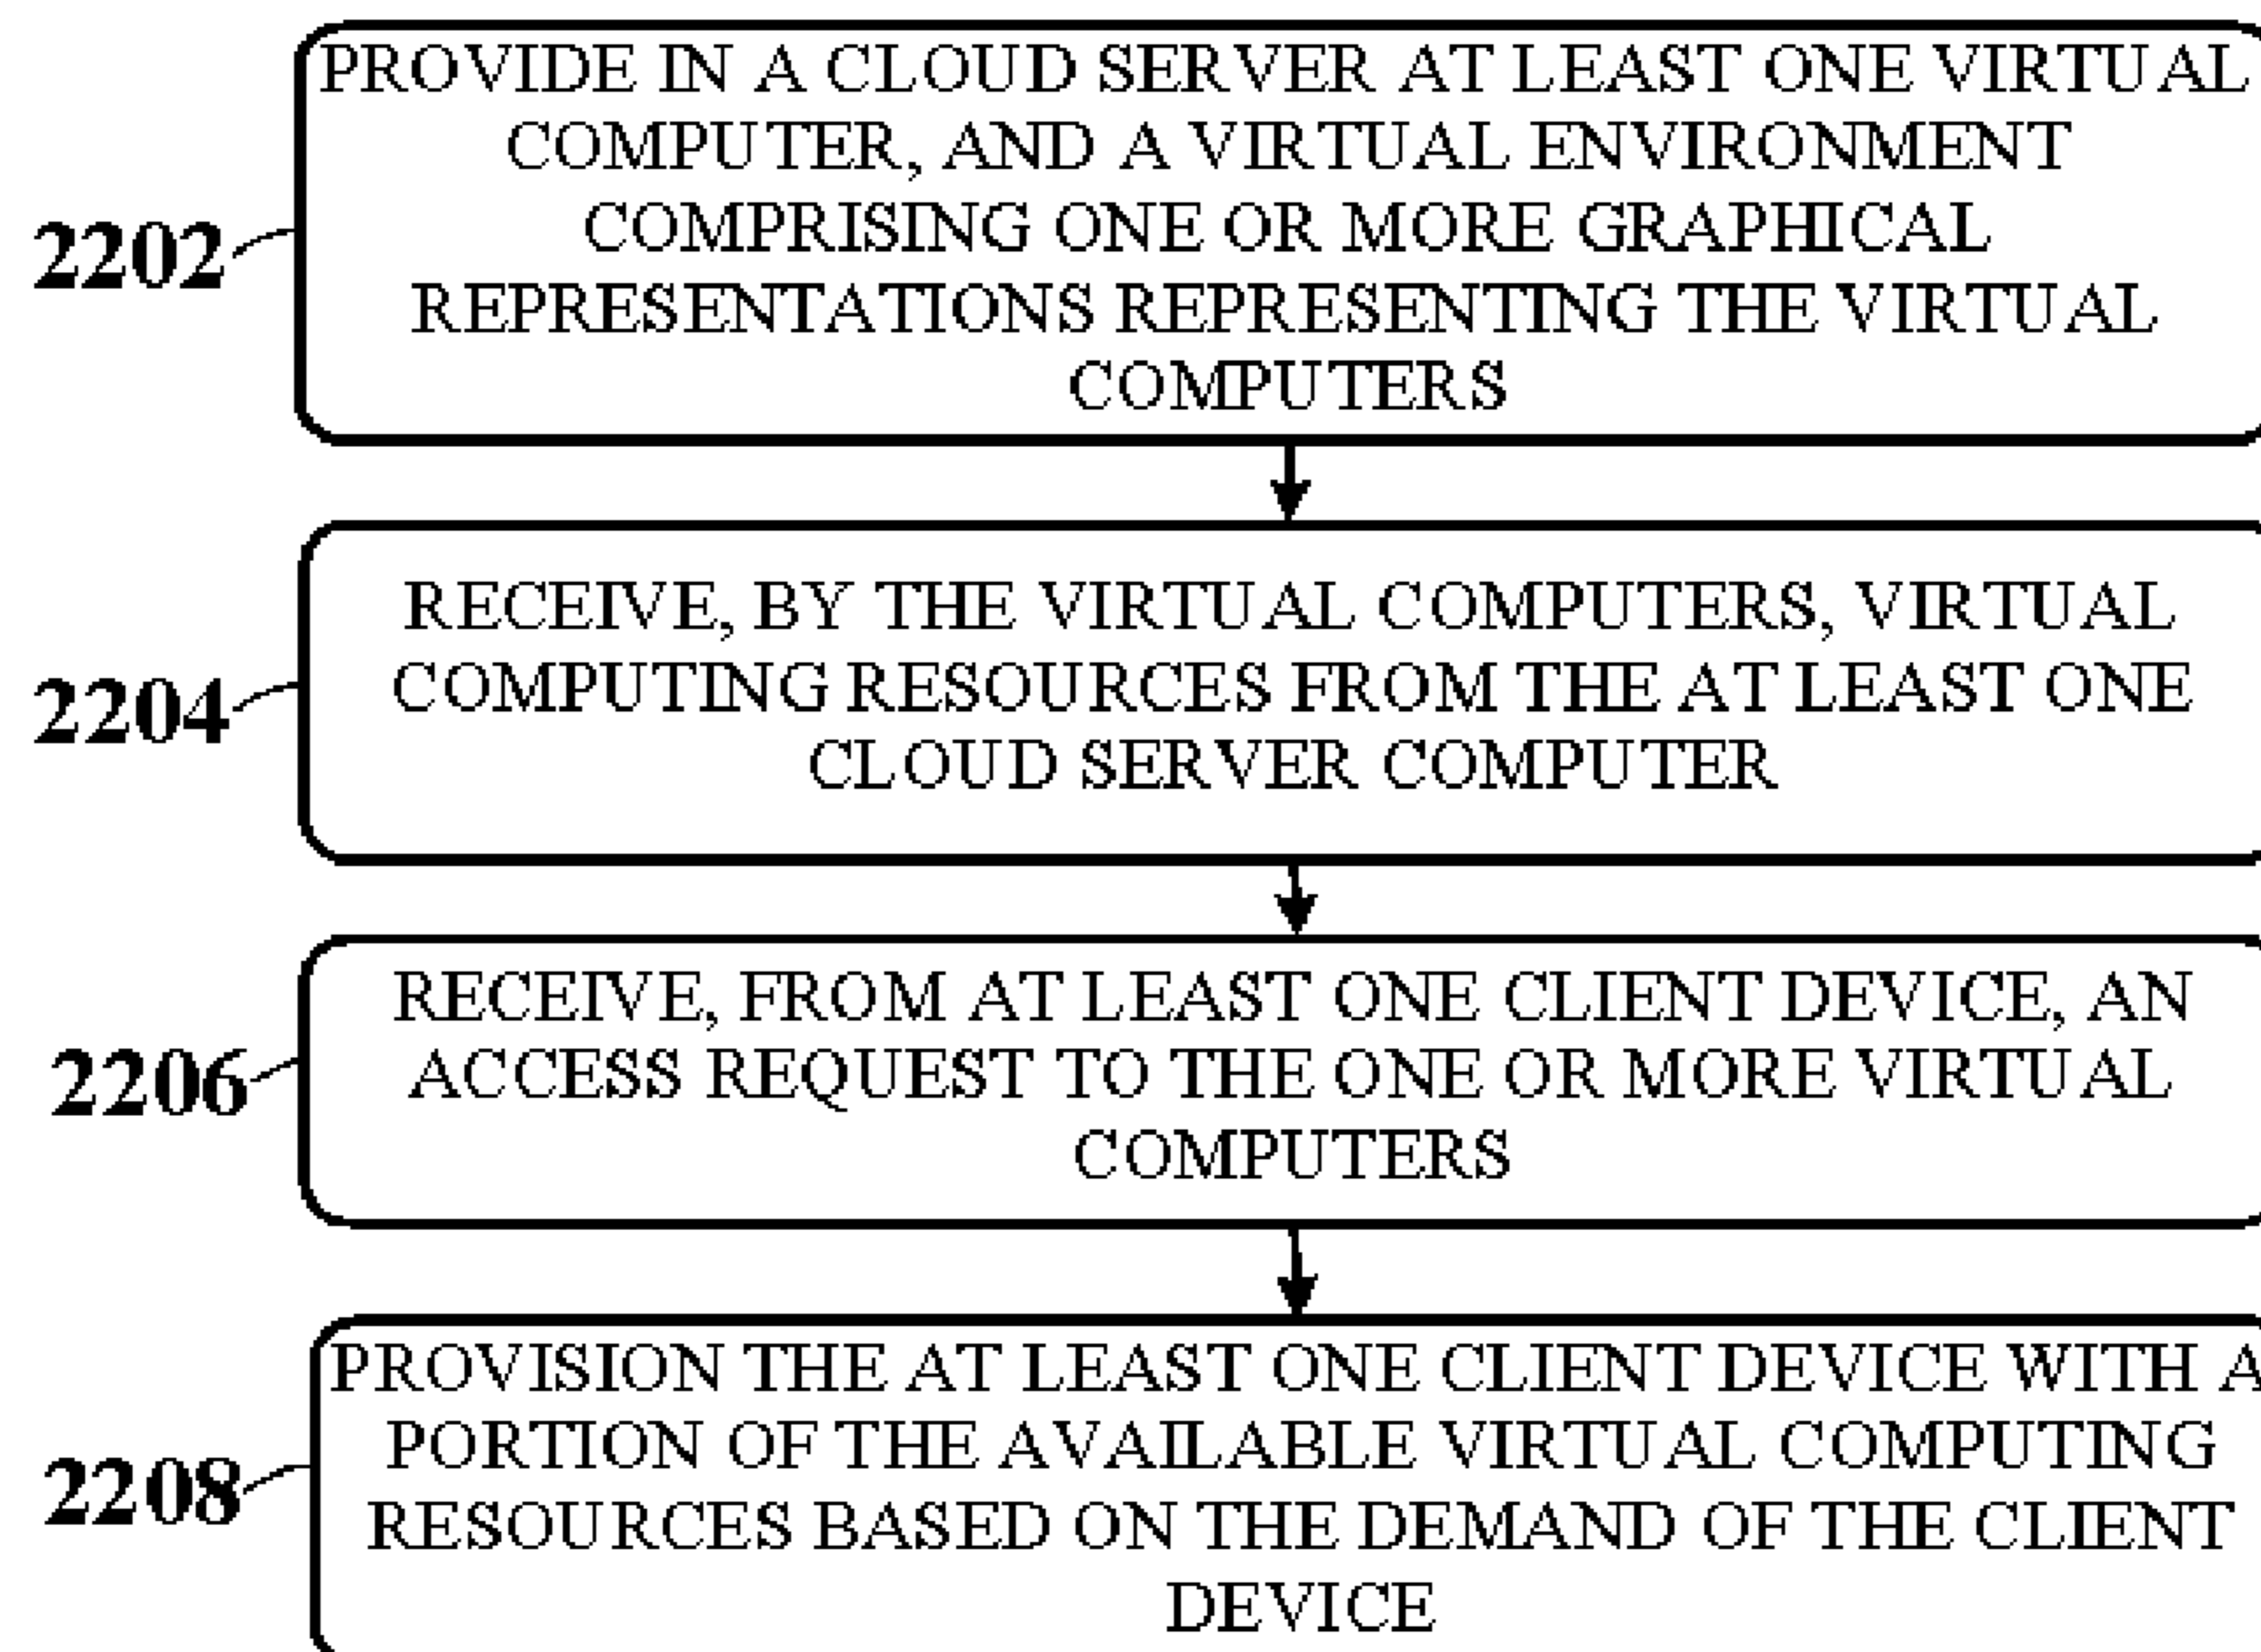 PROVIDE IN A CLOUD SERVER AT LEAST ONE VIRTUAL
COMPUTER, AND A VIRTUAL ENVIRONMENT
COMPRISING ONE OR MORE GRAPHICAL
REPRESENTATIONS REPRESENTING THE VIRTUAL
COMPUTERS
2202
RECEIVE, BY THE VIRTUAL COMPUTERS, VIRTUAL
COMPUTING RESOURCES FROM THE AT LEAST ONE
CLOUD SERVER COMPUTER
2204
RECEIVE, FROM AT LEAST ONE CLIENT DEVICE, AN
ACCESS REQUEST TO THE ONE OR MORE VIRTUAL
COMPUTERS
2206
PROVISION THE AT LEAST ONE CLIENT DEVICE WITH A
PORTION OF THE AVAILABLE VIRTUAL COMPUTING
RESOURCES BASED ON THE DEMAND OF THE CLIENT
DEVICE
2208